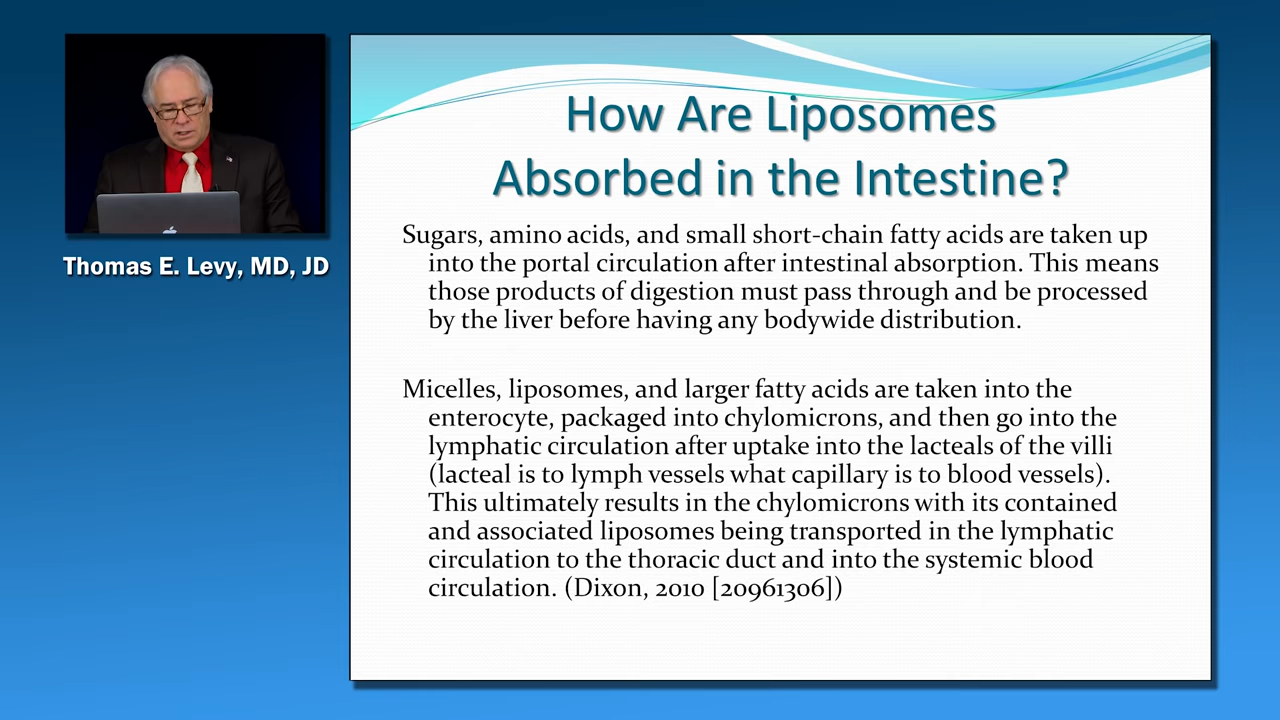 How Are Liposomes
Absorbed in the Intestine?
Thomas E. Levy, MD, JD
Sugars, amino acids, and small short-chain fatty acids are taken up
into the portal circulation after intestinal absorption. This means
those products of digestion must pass through and be processed
by the liver before having any bodywide distribution.
Micelles, liposomes, and larger fatty acids are taken into the
enterocyte, packaged into chylomicrons, and then go into the
lymphatic circulation after uptake into the lacteals of the villi
(lacteal is to lymph vessels what capillary is to blood vessels).
This ultimately results in the chylomicrons with its contained
and associated liposomes being transported in the lymphatic
circulation to the thoracic duct and into the systemic blood
circulation. (Dixon, 2010 [20961306])